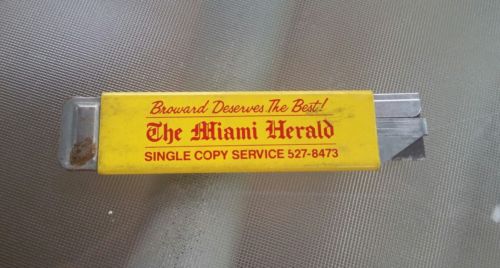 Broward Deserves The Best!
The Miami Herald
SINGLE COPY SERVICE 527-8473